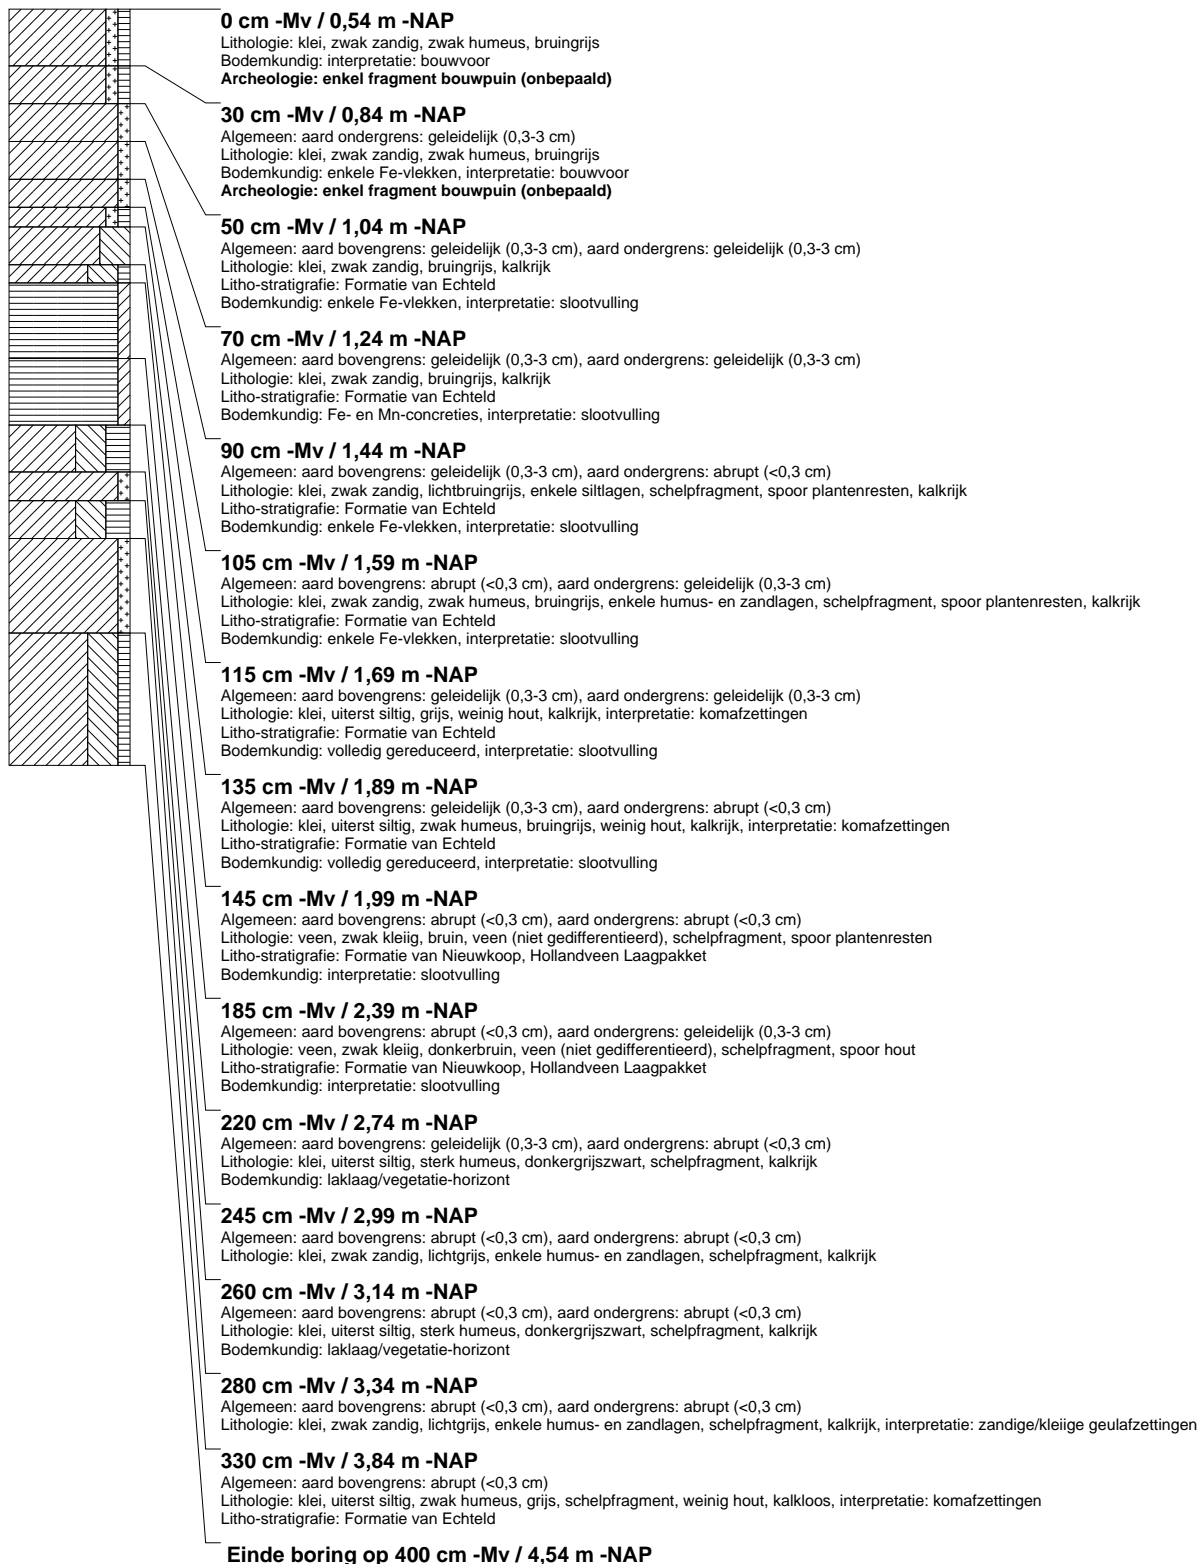 0 cm -Mv / 0,54 m -NAP
Lithologie: klei, zwak zandig, zwak humeus, bruingrijs
Bodemkundig: interpretatie: bouwvoor
Archeologie: enkel fragment bouwpuin (onbepaald)
30 cm -Mv / 0,84 m -NAP
Algemeen: aard ondergrens: geleidelijk (0,3-3 cm)
Lithologie: klei, zwak zandig, zwak humeus, bruingrijs
Bodemkundig: enkele Fe-vlekken, interpretatie: bouwvoor
Archeologie: enkel fragment bouwpuin (onbepaald)
50 cm -Mv / 1,04 m -NAP
Algemeen: aard bovengrens: geleidelijk (0,3-3 cm), aard ondergrens: geleidelijk (0,3-3 cm)
Lithologie: klei, zwak zandig, bruingrijs, kalkrijk
Litho-stratigrafie: Formatie van Echteld
Bodemkundig: enkele Fe-vlekken, interpretatie: slootvulling
70 cm -Mv / 1,24 m -NAP
Algemeen: aard bovengrens: geleidelijk (0,3-3 cm), aard ondergrens: geleidelijk (0,3-3 cm)
Lithologie: klei, zwak zandig, bruingrijs, kalkrijk
Litho-stratigrafie: Formatie van Echteld
Bodemkundig: Fe- en Mn-concreties, interpretatie: slootvulling
90 cm -Mv / 1,44 m -NAP
Algemeen: aard bovengrens: geleidelijk (0,3-3 cm), aard ondergrens: abrupt (<0,3 cm)
Lithologie: klei, zwak zandig, lichtbruingrijs, enkele siltlagen, schelpfragment, spoor plantenresten, kalkrijk
Litho-stratigrafie: Formatie van Echteld
Bodemkundig: enkele Fe-vlekken, interpretatie: slootvulling
105 cm -Mv / 1,59 m -NAP
Algemeen: aard bovengrens: abrupt (<0,3 cm), aard ondergrens: geleidelijk (0,3-3 cm)
Lithologie: klei, zwak zandig, zwak humeus, bruingrijs, enkele humus- en zandlagen, schelpfragment, spoor plantenresten, kalkrijk
Litho-stratigrafie: Formatie van Echteld
Bodemkundig: enkele Fe-vlekken, interpretatie: slootvulling
115 cm -Mv / 1,69 m -NAP
Algemeen: aard bovengrens: geleidelijk (0,3-3 cm), aard ondergrens: geleidelijk (0,3-3 cm)
Lithologie: klei, uiterst siltig, grijs, weinig hout, kalkrijk, interpretatie: komafzettingen
Litho-stratigrafie: Formatie van Echteld
Bodemkundig: volledig gereduceerd, interpretatie: slootvulling
135 cm -Mv / 1,89 m -NAP
Algemeen: aard bovengrens: geleidelijk (0,3-3 cm), aard ondergrens: abrupt (<0,3 cm)
Lithologie: klei, uiterst siltig, zwak humeus, bruingrijs, weinig hout, kalkrijk, interpretatie: komafzettingen
Litho-stratigrafie: Formatie van Echteld
Bodemkundig: volledig gereduceerd, interpretatie: slootvulling
145 cm -Mv / 1,99 m -NAP
Algemeen: aard bovengrens: abrupt (<0,3 cm), aard ondergrens: abrupt (<0,3 cm)
Lithologie: veen, zwak kleiig, bruin, veen (niet gedifferentieerd), schelpfragment, spoor plantenresten
Litho-stratigrafie: Formatie van Nieuwkoop, Hollandveen Laagpakket
Bodemkundig: interpretatie: slootvulling
185 cm -Mv / 2,39 m -NAP
Algemeen: aard bovengrens: abrupt (<0,3 cm), aard ondergrens: geleidelijk (0,3-3 cm)
Lithologie: veen, zwak kleiig, donkerbruin, veen (niet gedifferentieerd), schelpfragment, spoor hout
Litho-stratigrafie: Formatie van Nieuwkoop, Hollandveen Laagpakket
Bodemkundig: interpretatie: slootvulling
220 cm -Mv / 2,74 m -NAP
Algemeen: aard bovengrens: geleidelijk (0,3-3 cm), aard ondergrens: abrupt (<0,3 cm)
Lithologie: klei, uiterst siltig, sterk humeus, donkergrijszwart, schelpfragment, kalkrijk
Bodemkundig: laklaag/vegetatie-horizont
245 cm -Mv / 2,99 m -NAP
Algemeen: aard bovengrens: abrupt (<0,3 cm), aard ondergrens: abrupt (<0,3 cm)
Lithologie: klei, zwak zandig, lichtgrijs, enkele humus- en zandlagen, schelpfragment, kalkrijk
260 cm -Mv / 3,14 m -NAP
Algemeen: aard bovengrens: abrupt (<0,3 cm), aard ondergrens: abrupt (<0,3 cm)
Lithologie: klei, uiterst siltig, sterk humeus, donkergrijszwart, schelpfragment, kalkrijk
Bodemkundig: laklaag/vegetatie-horizont
280 cm -Mv / 3,34 m -NAP
Algemeen: aard bovengrens: abrupt (<0,3 cm), aard ondergrens: abrupt (<0,3 cm)
Lithologie: klei, zwak zandig, lichtgrijs, enkele humus- en zandlagen, schelpfragment, kalkrijk, interpretatie: zandige/kleiige geulafzettingen
330 cm -Mv / 3,84 m -NAP
Algemeen: aard bovengrens: abrupt (<0,3 cm)
Lithologie: klei, uiterst siltig, zwak humeus, grijs, schelpfragment, weinig hout, kalkloos, interpretatie: komafzettingen
Litho-stratigrafie: Formatie van Echteld
Einde boring op 400 cm -Mv / 4,54 m -NAP